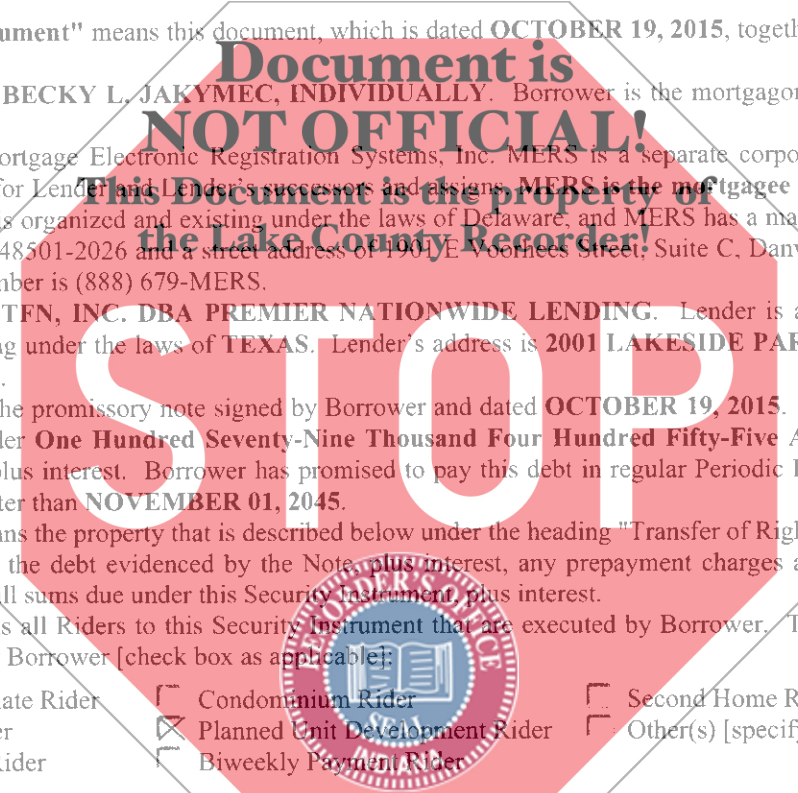 ument" means this document, which is dated OCTOBER 19, 2015, togeth
Document is
BECKY L. JAKYMEC, INDIVIDUALLY. Borrower is the mortgagor
NOT OFFICIAL!
ortgage Electronic Registration Systems, Inc. MERS is a separate corpo
for Lender and Lender's successors and assigns. MERS is the mortgagee
This Document is the property of
s organized and existing under the laws of Delaware, and MERS has a ma
the Lake County Recorder!
48501-2026 and a street address of 1901 E Voorhees Street, Suite C, Danv
nber is (888) 679-MERS.
TFN, INC. DBA PREMIER NATIONWIDE LENDING. Lender is a
ng under the laws of TEXAS. Lender's address is 2001 LAKESIDE PAR
.
STOP
he promissory note signed by Borrower and dated OCTOBER 19, 2015.
der One Hundred Seventy-Nine Thousand Four Hundred Fifty-Five A
plus interest. Borrower has promised to pay this debt in regular Periodic P
ter than NOVEMBER 01, 2045.
ns the property that is described below under the heading "Transfer of Righ
the debt evidenced by the Note, plus interest, any prepayment charges a
ll sums due under this Security Instrument, plus interest.
s all Riders to this Security Instrument that are executed by Borrower. T
Borrower [check box as applicable]:
ate Rider Condominium Rider Second Home R
er Planned Unit Development Rider Other(s) [specify
Rider Biweekly Payment Rider
RECORDER'S OFFICE
SEAL
INDIANA